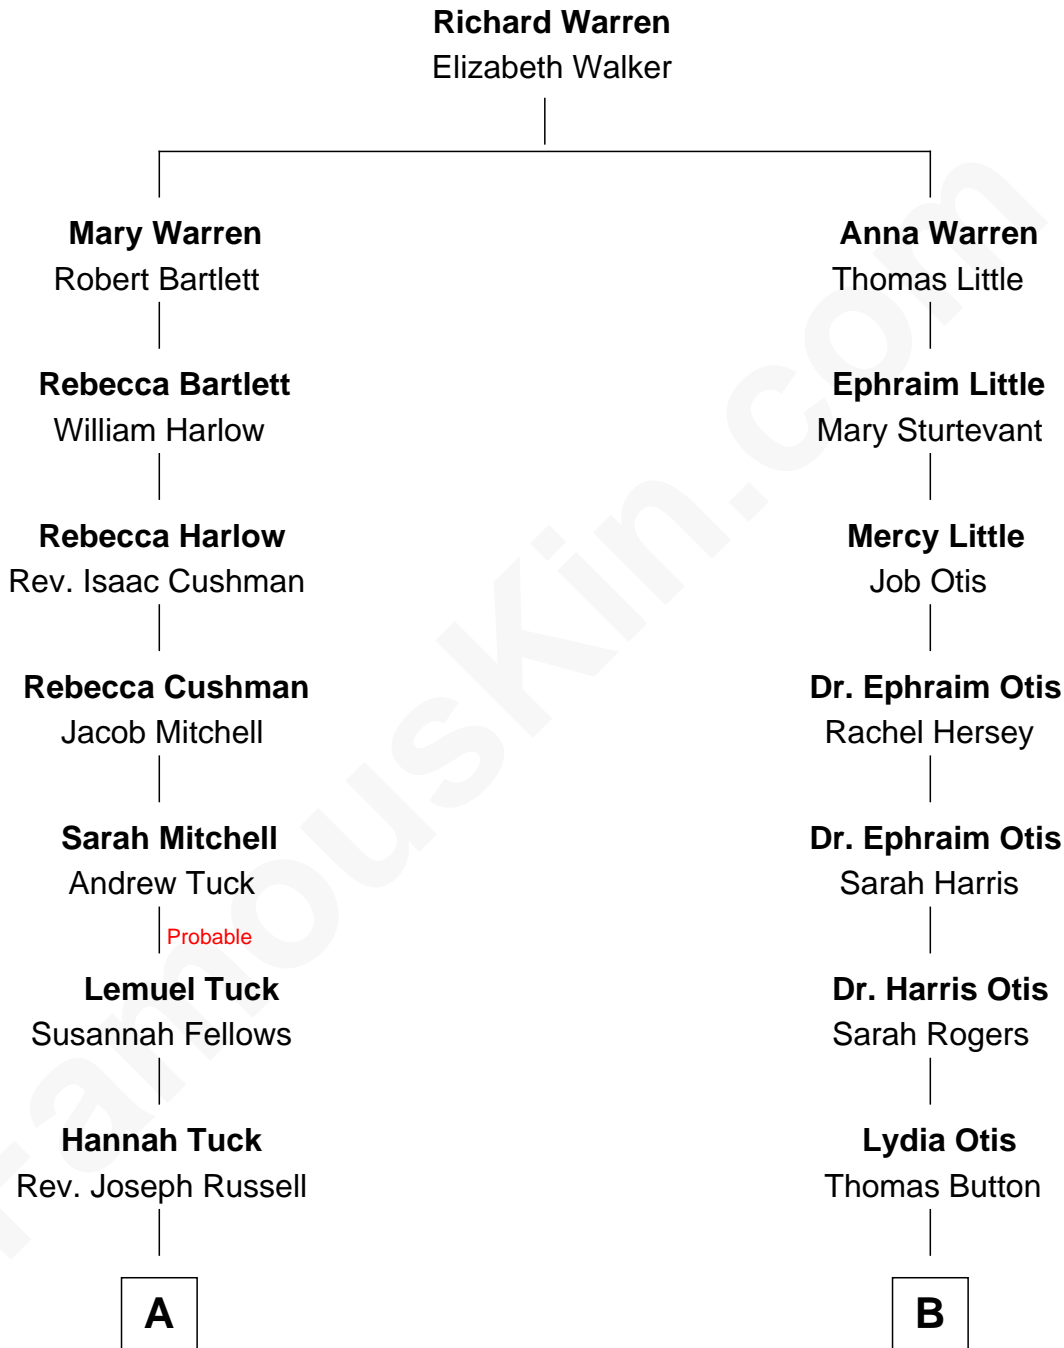 Richard Warren
Elizabeth Walker
Mary Warren
Robert Bartlett
Anna Warren
Thomas Little
Rebecca Bartlett
William Harlow
Ephraim Little
Mary Sturtevant
Rebecca Harlow
Rev. Isaac Cushman
Mercy Little
Job Otis
Rebecca Cushman
Jacob Mitchell
Dr. Ephraim Otis
Rachel Hersey
Sarah Mitchell
Andrew Tuck
Dr. Ephraim Otis
Sarah Harris
Probable
Lemuel Tuck
Susannah Fellows
Dr. Harris Otis
Sarah Rogers
Hannah Tuck
Rev. Joseph Russell
Lydia Otis
Thomas Button
A
B
FamousKin.com